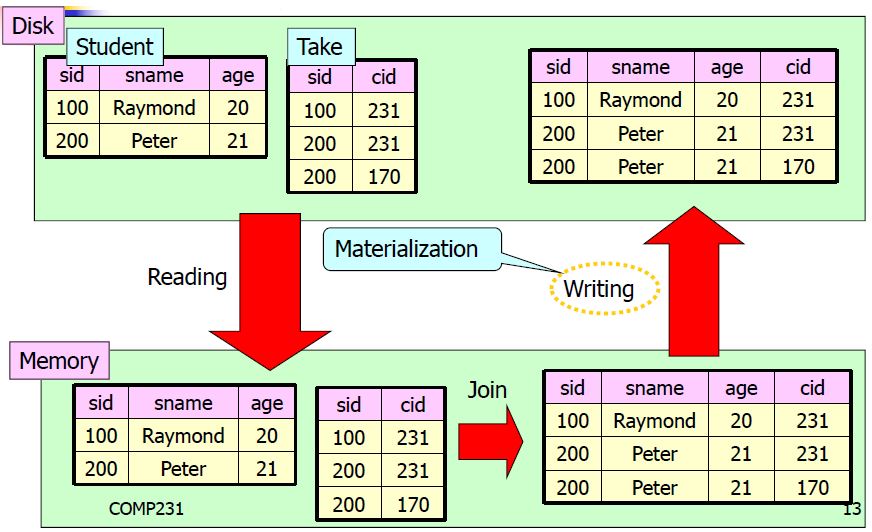 Disk
Student
sid sname age
100 Raymond 20
200 Peter 21
Take
sid cid
100 231
200 231
200 170
sid sname age cid
100 Raymond 20 231
200 Peter 21 231
200 Peter 21 170
Reading
Materialization
Writing
Memory
sid sname age
100 Raymond 20
200 Peter 21
sid cid
100 231
200 231
200 170
Join
sid sname age cid
100 Raymond 20 231
200 Peter 21 231
200 Peter 21 170
COMP231
13